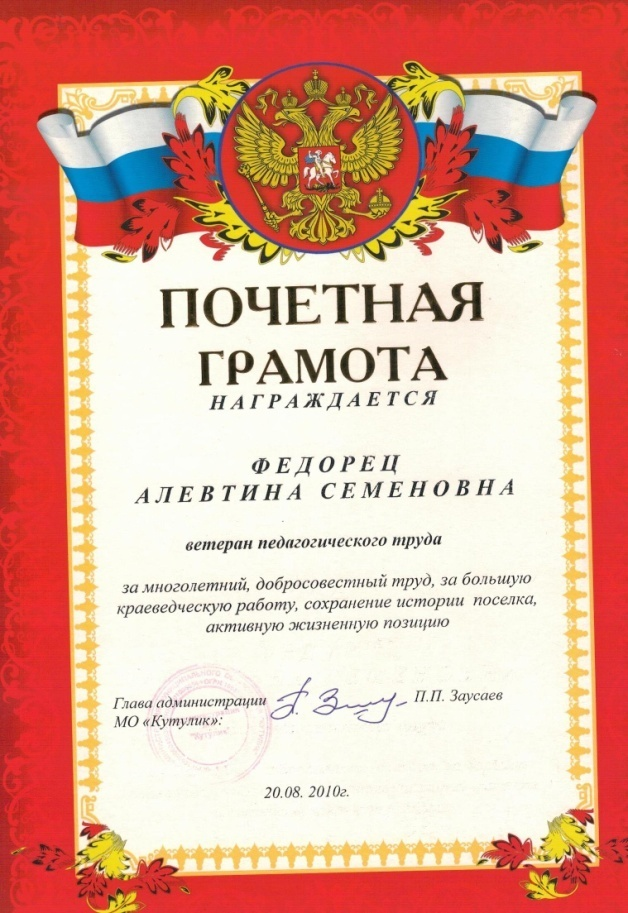 ПОЧЕТНАЯ
ГРАМОТА
НАГРАЖДАЕТСЯ
ФЕДОРЕЦ
АЛЕВТИНА СЕМЕНОВНА
ветеран педагогического труда
за многолетний, добросовестный труд, за большую
краеведческую работу, сохранение истории поселка,
активную жизненную позицию
Глава администрации П.П. Заусаев
МО «Кутулик»:
20.08. 2010г.